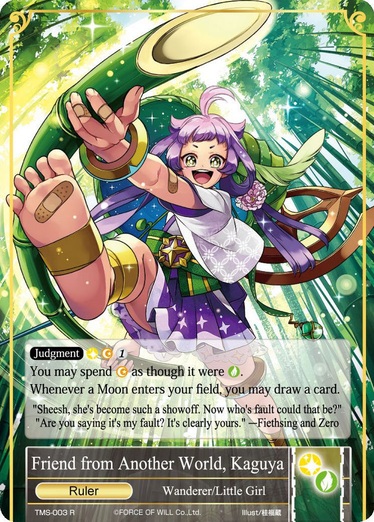 Judgment 1
You may spend as though it were .
Whenever a Moon enters your field, you may draw a card.
"Sheesh, she's become such a showoff. Now who's fault could that be?"
"Are you saying it's my fault? It's clearly yours." —Fiethsing and Zero
Friend from Another World, Kaguya
Ruler
Wanderer/Little Girl
TMS-003 R
©FORCE OF WILL Co.,Ltd.
Illust/桂福蔵